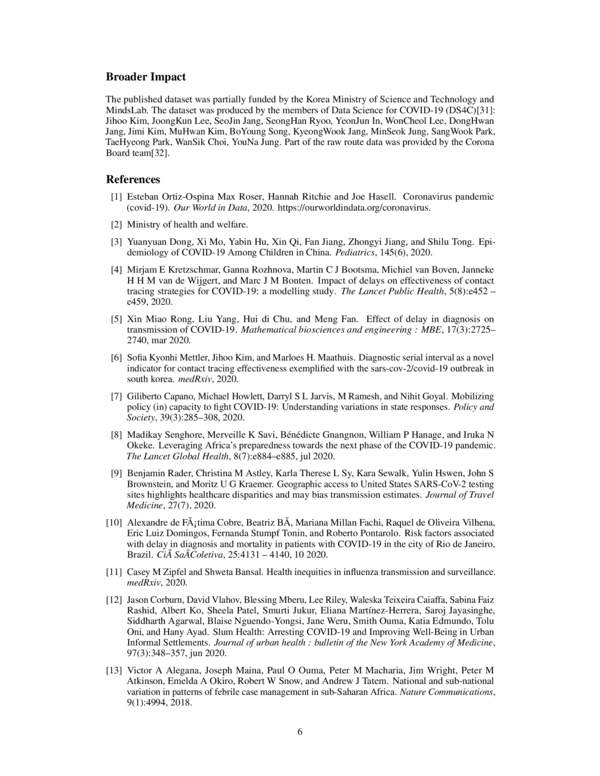 Broader Impact
The published dataset was partially funded by the Korea Ministry of Science and Technology and
MindsLab. The dataset was produced by the members of Data Science for COVID-19 (DS4C)[31]:
Jihoo Kim, JoongKun Lee, SeoJin Jang, SeongHan Ryoo, YeonJun In, WonCheol Lee, DongHwan
Jang, Jimi Kim, MuHwan Kim, BoYoung Song, KyeongWook Jang, MinSeok Jung, SangWook Park,
TaeHyeong Park, WanSik Choi, YouNa Jung. Part of the raw route data was provided by the Corona
Board team[32].
References
[1] Esteban Ortiz-Ospina Max Roser, Hannah Ritchie and Joe Hasell. Coronavirus pandemic
(covid-19). Our World in Data, 2020. https://ourworldindata.org/coronavirus.
[2] Ministry of health and welfare.
[3] Yuanyuan Dong, Xi Mo, Yabin Hu, Xin Qi, Fan Jiang, Zhongyi Jiang, and Shilu Tong. Epi-
demiology of COVID-19 Among Children in China. Pediatrics, 145(6), 2020.
[4] Mirjam E Kretzschmar, Ganna Rozhnova, Martin C J Bootsma, Michiel van Boven, Janneke
H H M van de Wijgert, and Marc J M Bonten. Impact of delays on effectiveness of contact
tracing strategies for COVID-19: a modelling study. The Lancet Public Health, 5(8):e452 –
e459, 2020.
[5] Xin Miao Rong, Liu Yang, Hui di Chu, and Meng Fan. Effect of delay in diagnosis on
transmission of COVID-19. Mathematical biosciences and engineering : MBE, 17(3):2725–
2740, mar 2020.
[6] Sofia Kyonhi Mettler, Jihoo Kim, and Marloes H. Maathuis. Diagnostic serial interval as a novel
indicator for contact tracing effectiveness exemplified with the sars-cov-2/covid-19 outbreak in
south korea. medRxiv, 2020.
[7] Giliberto Capano, Michael Howlett, Darryl S L Jarvis, M Ramesh, and Nihit Goyal. Mobilizing
policy (in) capacity to fight COVID-19: Understanding variations in state responses. Policy and
Society, 39(3):285–308, 2020.
[8] Madikay Senghore, Merveille K Savi, Bénédicte Gnangnon, William P Hanage, and Iruka N
Okeke. Leveraging Africa's preparedness towards the next phase of the COVID-19 pandemic.
The Lancet Global Health, 8(7):e884–e885, jul 2020.
[9] Benjamin Rader, Christina M Astley, Karla Therese L Sy, Kara Sewalk, Yulin Hswen, John S
Brownstein, and Moritz U G Kraemer. Geographic access to United States SARS-CoV-2 testing
sites highlights healthcare disparities and may bias transmission estimates. Journal of Travel
Medicine, 27(7), 2020.
[10] Alexandre de FÃ¡tima Cobre, Beatriz BÃ, Mariana Millan Fachi, Raquel de Oliveira Vilhena,
Eric Luiz Domingos, Fernanda Stumpf Tonin, and Roberto Pontarolo. Risk factors associated
with delay in diagnosis and mortality in patients with COVID-19 in the city of Rio de Janeiro,
Brazil. CiÃ SaÃColetiva, 25:4131 – 4140, 10 2020.
[11] Casey M Zipfel and Shweta Bansal. Health inequities in influenza transmission and surveillance.
medRxiv, 2020.
[12] Jason Corburn, David Vlahov, Blessing Mberu, Lee Riley, Waleska Teixeira Caiaffa, Sabina Faiz
Rashid, Albert Ko, Sheela Patel, Smurti Jukur, Eliana Martínez-Herrera, Saroj Jayasinghe,
Siddharth Agarwal, Blaise Nguendo-Yongsi, Jane Weru, Smith Ouma, Katia Edmundo, Tolu
Oni, and Hany Ayad. Slum Health: Arresting COVID-19 and Improving Well-Being in Urban
Informal Settlements. Journal of urban health : bulletin of the New York Academy of Medicine,
97(3):348–357, jun 2020.
[13] Victor A Alegana, Joseph Maina, Paul O Ouma, Peter M Macharia, Jim Wright, Peter M
Atkinson, Emelda A Okiro, Robert W Snow, and Andrew J Tatem. National and sub-national
variation in patterns of febrile case management in sub-Saharan Africa. Nature Communications,
9(1):4994, 2018.
6